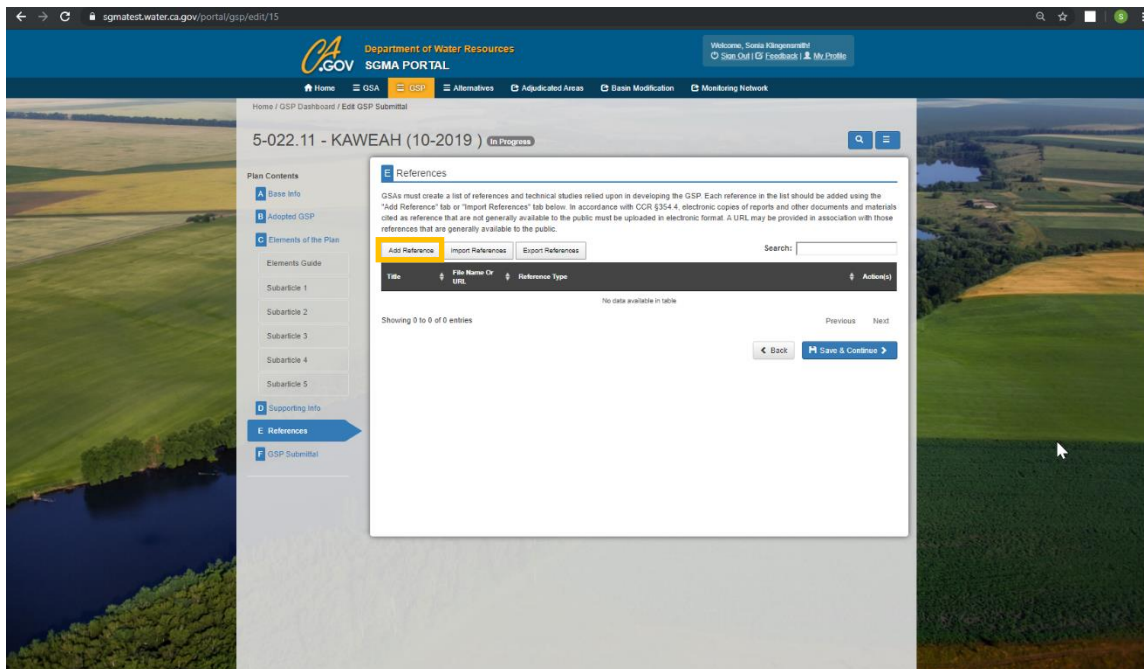 sgmatest.water.ca.gov/portal/gsp/edit/15
S
CA
.GOV
Department of Water Resources
SGMA PORTAL
Welcome, Sonia Klingensmith!
Sign Out | Feedback | My Profile
Home GSA GSP Alternatives Adjudicated Areas Basin Modification Monitoring Network
Home / GSP Dashboard / Edit GSP Submittal
5-022.11 - KAWEAH (10-2019 ) In Progress
Plan Contents
A Base Info
B Adopted GSP
C Elements of the Plan
Elements Guide
Subarticle 1
Subarticle 2
Subarticle 3
Subarticle 4
Subarticle 5
D Supporting Info
E References
F GSP Submittal
E References
GSAs must create a list of references and technical studies relied upon in developing the GSP. Each reference in the list should be added using the
"Add Reference" tab or "Import References" tab below. In accordance with CCR §354.4, electronic copies of reports and other documents and materials
cited as reference that are not generally available to the public must be uploaded in electronic format. A URL may be provided in association with those
references that are generally available to the public.
Add Reference Import References Export References Search:
Title File Name Or URL Reference Type Action(s)
No data available in table
Showing 0 to 0 of 0 entries Previous Next
Back Save & Continue